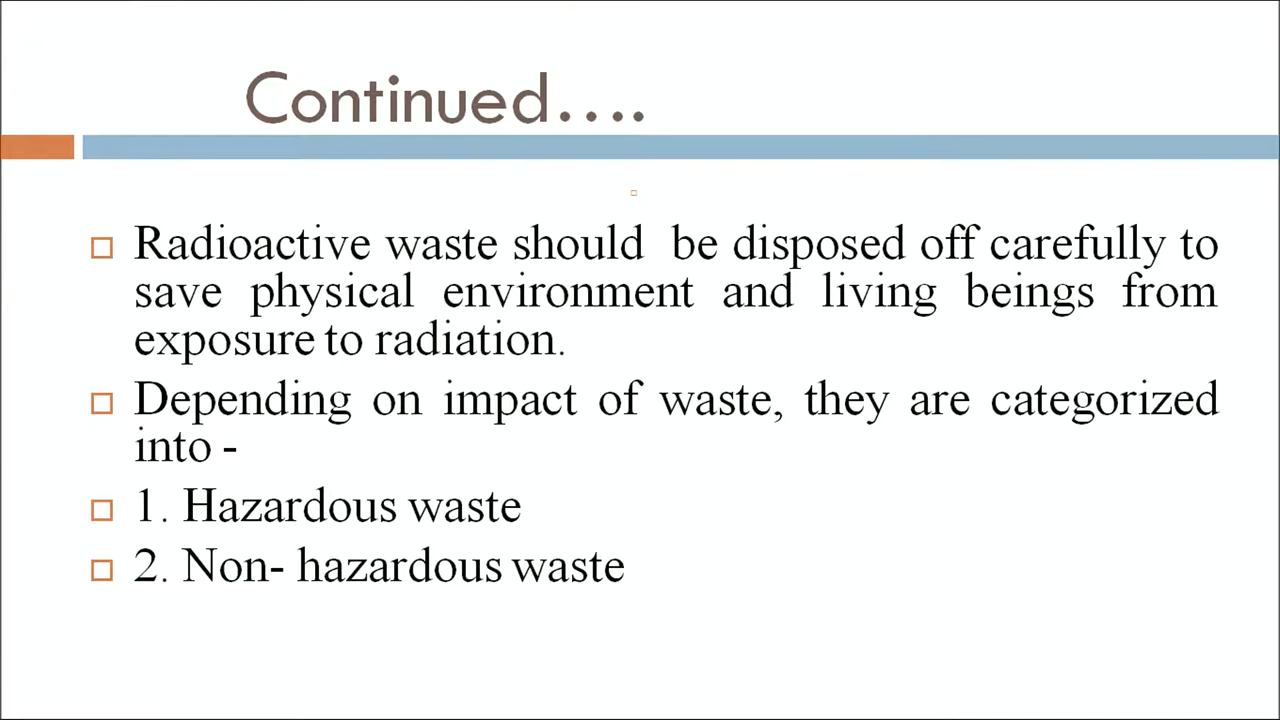 Continued....
Radioactive waste should be disposed off carefully to
save physical environment and living beings from
exposure to radiation.
Depending on impact of waste, they are categorized
into -
1. Hazardous waste
2. Non- hazardous waste